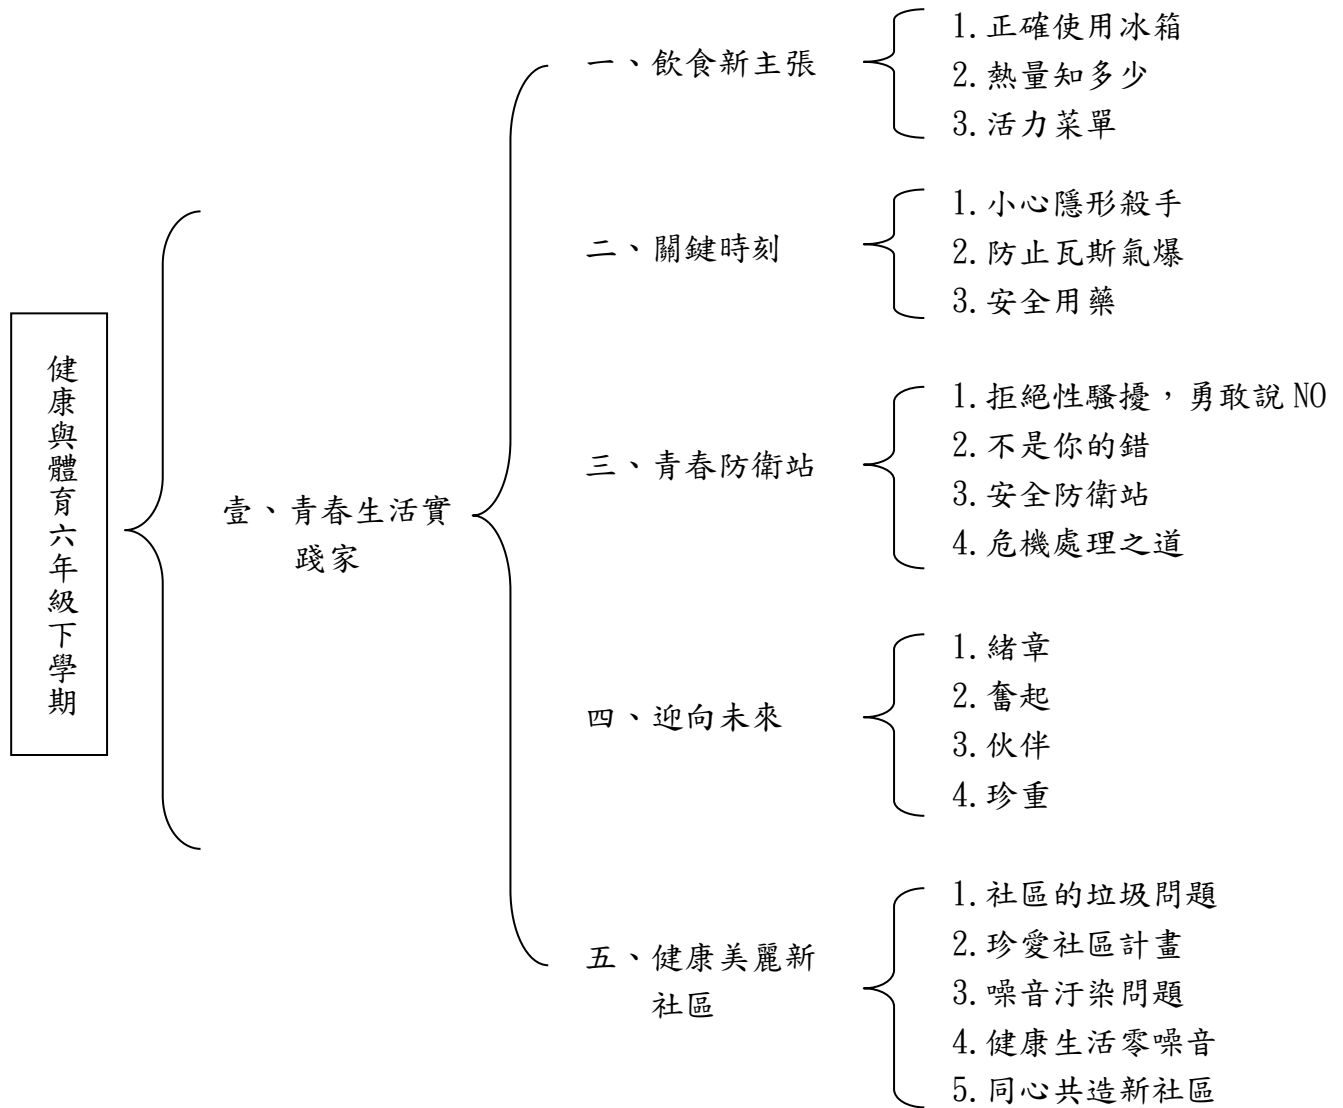 健康與體育六年級下學期
壹、青春生活實
踐家
一、飲食新主張
1.正確使用冰箱
2.熱量知多少
3.活力菜單
二、關鍵時刻
1.小心隱形殺手
2.防止瓦斯氣爆
3.安全用藥
三、青春防衛站
1.拒絕性騷擾，勇敢說 NO
2.不是你的錯
3.安全防衛站
4.危機處理之道
四、迎向未來
1.緒章
2.奮起
3.伙伴
4.珍重
五、健康美麗新
社區
1.社區的垃圾問題
2.珍愛社區計畫
3.噪音汙染問題
4.健康生活零噪音
5.同心共造新社區